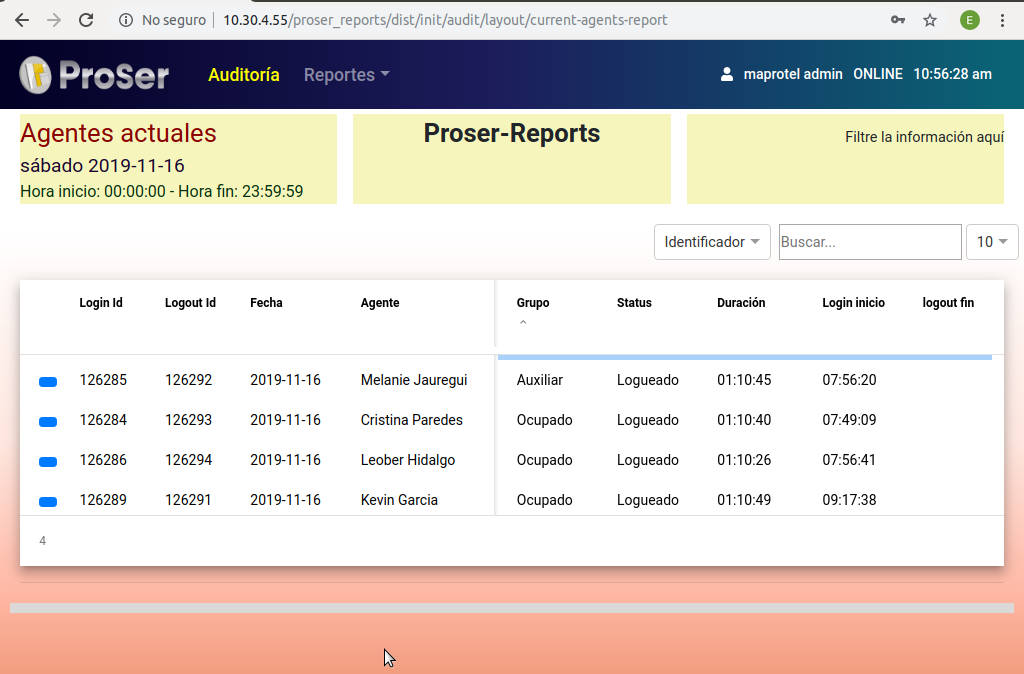 No seguro
10.30.4.55/proser_reports/dist/init/audit/layout/current-agents-report
E
ProSer
Auditoría
Reportes
maprotel admin ONLINE 10:56:28 am
Agentes actuales
sábado 2019-11-16
Hora inicio: 00:00:00 - Hora fin: 23:59:59
Proser-Reports
Filtre la información aquí
Identificador
Buscar...
10
Login Id Logout Id Fecha Agente Grupo Status Duración Login inicio logout fin
126285 126292 2019-11-16 Melanie Jauregui Auxiliar Logueado 01:10:45 07:56:20
126284 126293 2019-11-16 Cristina Paredes Ocupado Logueado 01:10:40 07:49:09
126286 126294 2019-11-16 Leober Hidalgo Ocupado Logueado 01:10:26 07:56:41
126289 126291 2019-11-16 Kevin Garcia Ocupado Logueado 01:10:49 09:17:38
4